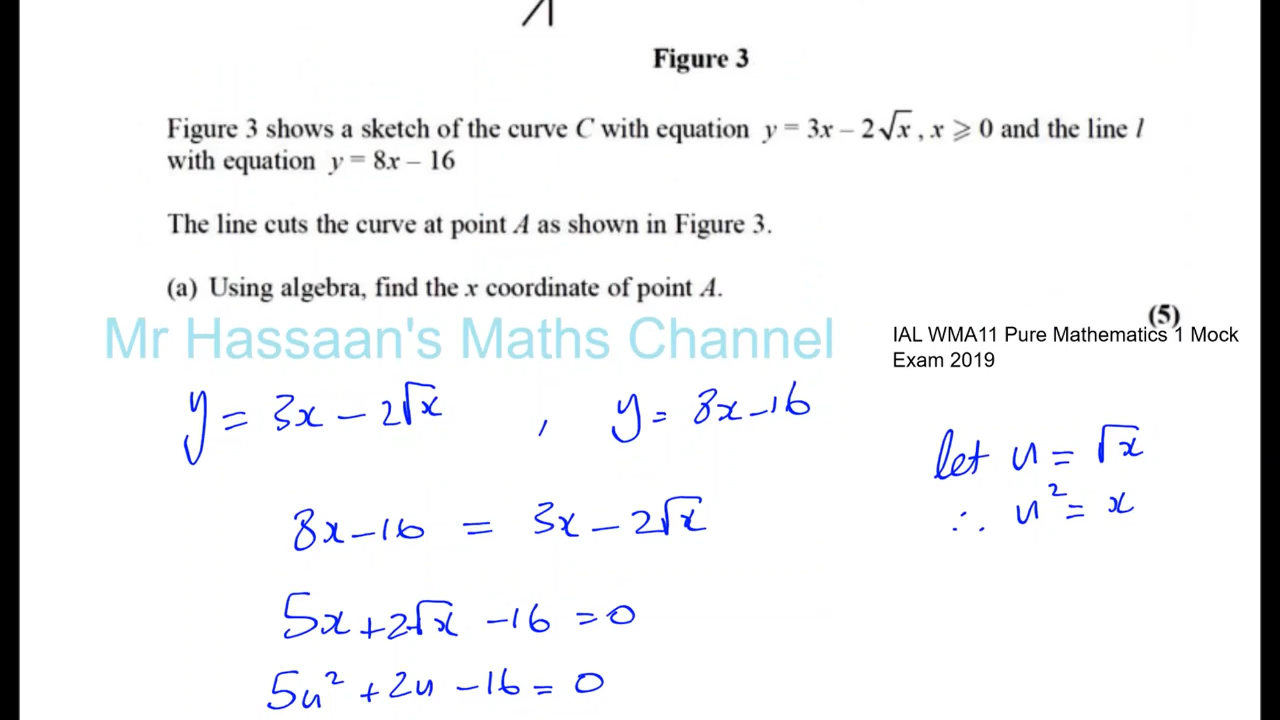 Figure 3
Figure 3 shows a sketch of the curve C with equation y = 3x – 2√x , x ⩾ 0 and the line l
with equation y = 8x – 16
The line cuts the curve at point A as shown in Figure 3.
(a) Using algebra, find the x coordinate of point A.
(5)
Mr Hassaan's Maths Channel
IAL WMA11 Pure Mathematics 1 Mock
Exam 2019
y = 3x – 2√x , y = 8x – 16
let u = √x
∴ u² = x
8x – 16 = 3x – 2√x
5x + 2√x – 16 = 0
5u² + 2u – 16 = 0